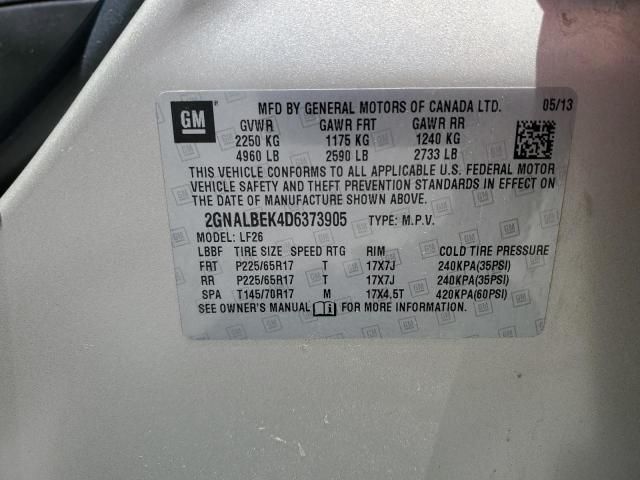 GM
MFD BY GENERAL MOTORS OF CANADA LTD. 05/13
GVWR GAWR FRT GAWR RR
2250 KG 1175 KG 1240 KG
4960 LB 2590 LB 2733 LB
THIS VEHICLE CONFORMS TO ALL APPLICABLE U.S. FEDERAL MOTOR
VEHICLE SAFETY AND THEFT PREVENTION STANDARDS IN EFFECT ON
THE DATE OF MANUFACTURE SHOWN ABOVE.
2GNALBEK4D6373905 TYPE: M.P.V.
MODEL: LF26
LBBF TIRE SIZE SPEED RTG RIM COLD TIRE PRESSURE
FRT P225/65R17 T 17X7J 240KPA(35PSI)
RR P225/65R17 T 17X7J 240KPA(35PSI)
SPA T145/70R17 M 17X4.5T 420KPA(60PSI)
SEE OWNER'S MANUAL FOR MORE INFORMATION.